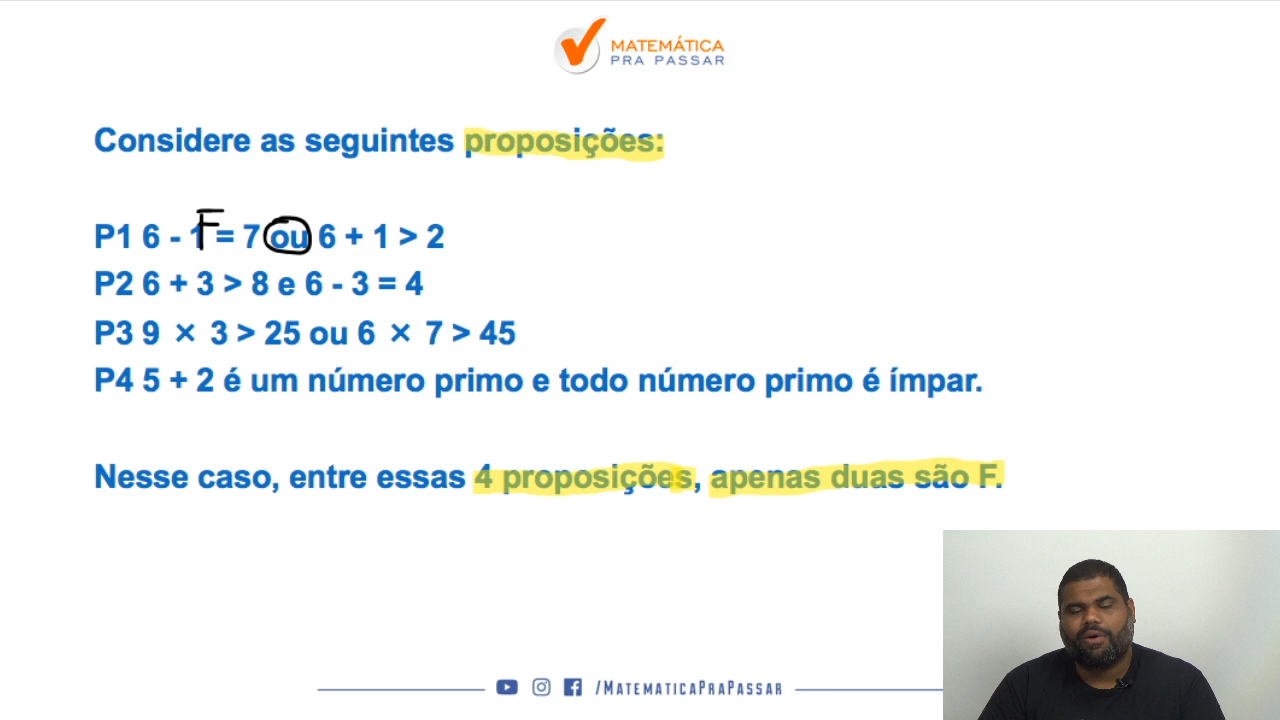 MATEMÁTICA
PRA PASSAR
Considere as seguintes proposições:
F
P1 6 - 1 = 7 ou 6 + 1 > 2
P2 6 + 3 > 8 e 6 - 3 = 4
P3 9 × 3 > 25 ou 6 × 7 > 45
P4 5 + 2 é um número primo e todo número primo é ímpar.
Nesse caso, entre essas 4 proposições, apenas duas são F.
/MATEMATICAPRAPASSAR